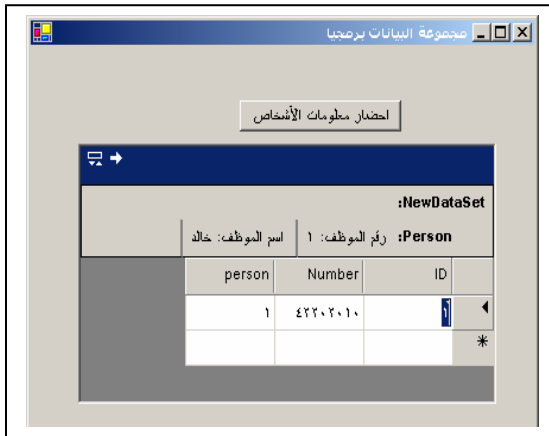 مجموعة البيانات برمجيا
احضار معلومات الأشخاص
NewDataSet:
Person: رقم الموظف: ١ اسم الموظف: خالد
ID Number person
١ ٤٢٢٠٢٠١٠ ١